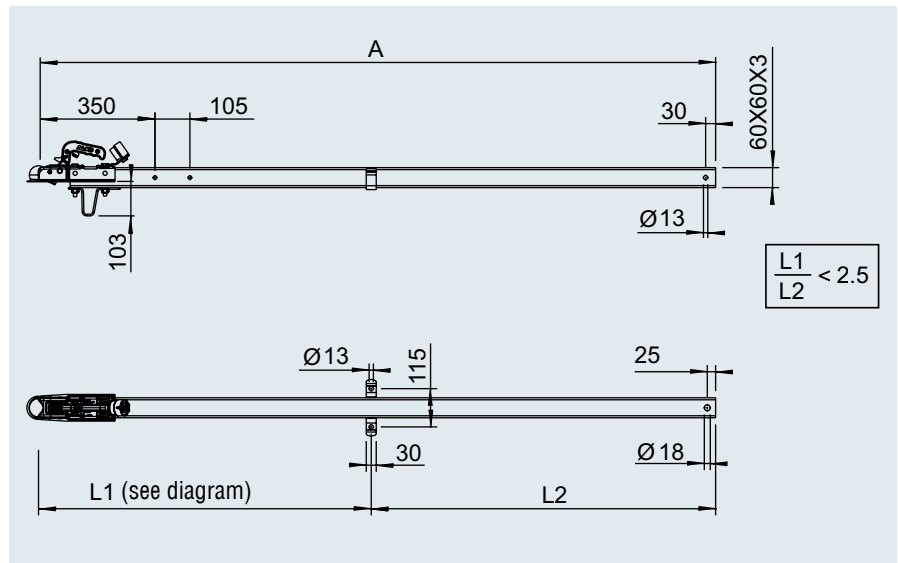 A
350
105
30
60X60X3
103
Ø13
L1
L2
< 2.5
Ø13
115
25
30
Ø18
L1 (see diagram)
L2